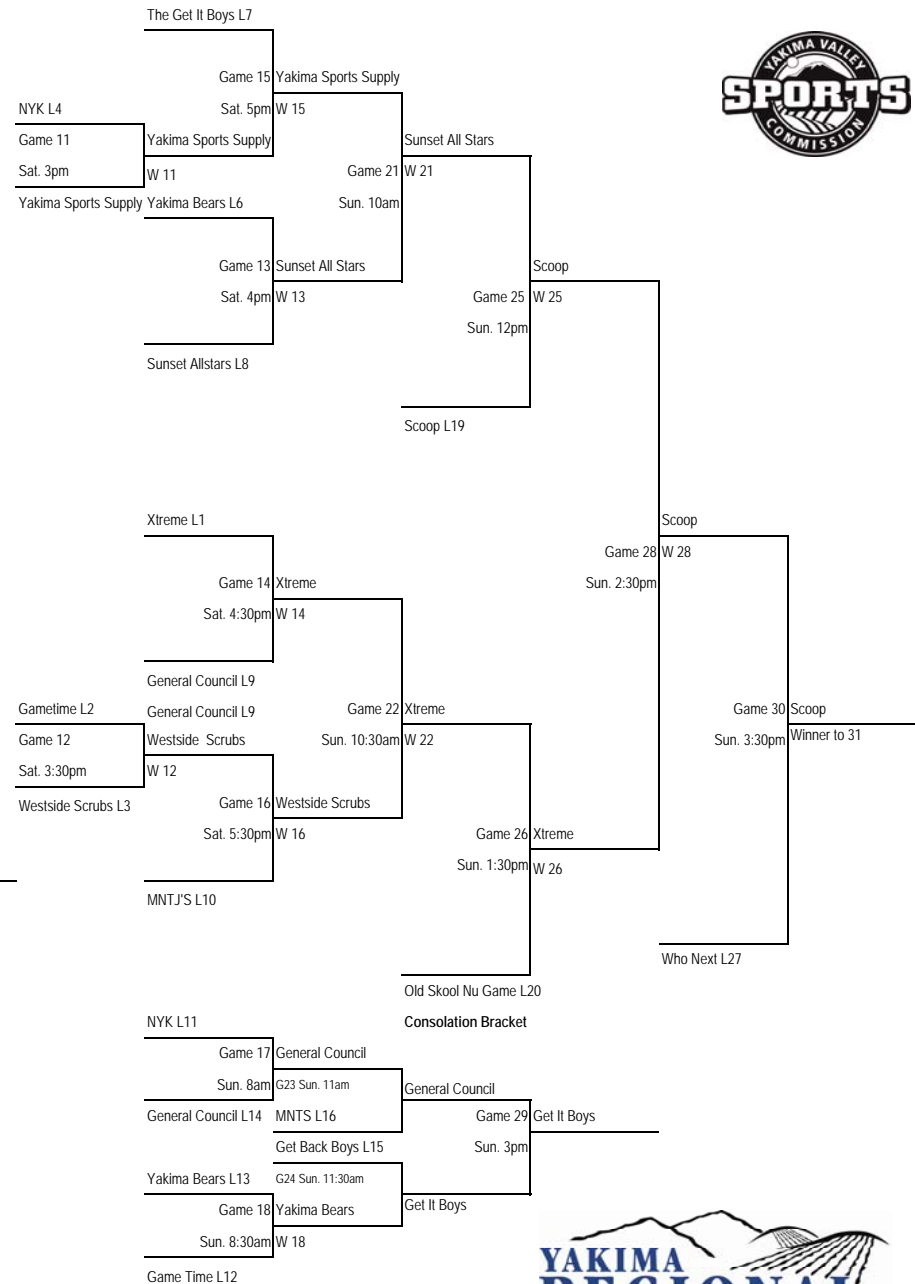 The Get It Boys L7
Game 15 Yakima Sports Supply
Sat. 5pm W 15
NYK L4
Game 11
Yakima Sports Supply
Sunset All Stars
Sat. 3pm
W 11
Game 21 W 21
Yakima Sports Supply Yakima Bears L6
Sun. 10am
Game 13 Sunset All Stars
Scoop
Sat. 4pm W 13
Game 25 W 25
Sun. 12pm
Sunset Allstars L8
Scoop L19
Xtreme L1
Scoop
Game 28 W 28
Game 14 Xtreme
Sun. 2:30pm
Sat. 4:30pm W 14
General Council L9
Gametime L2
General Council L9
Game 22 Xtreme
Game 30 Scoop
Game 12
Westside Scrubs
Sun. 10:30am W 22
Sun. 3:30pm Winner to 31
Sat. 3:30pm
W 12
Westside Scrubs L3
Game 16 Westside Scrubs
Sat. 5:30pm W 16
Game 26 Xtreme
Sun. 1:30pm W 26
MNTJ'S L10
Who Next L27
Old Skool Nu Game L20
NYK L11
Consolation Bracket
Game 17 General Council
Sun. 8am G23 Sun. 11am
General Council
General Council L14 MNTS L16
Game 29 Get It Boys
Get Back Boys L15
Sun. 3pm
Yakima Bears L13
G24 Sun. 11:30am
Game 18 Yakima Bears
Get It Boys
Sun. 8:30am W 18
Game Time L12
YAKIMA VALLEY
SPORTS
COMMISSION
YAKIMA
REGIONA